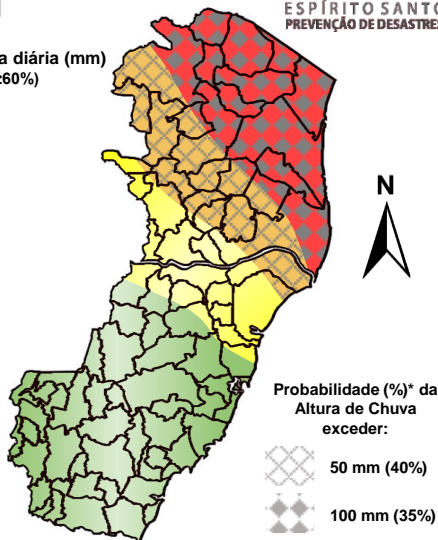 ESPÍRITO SANTO
PREVENÇÃO DE DESASTRES
a diária (mm)
60%)
N
Probabilidade (%)* da
Altura de Chuva
exceder:
50 mm (40%)
100 mm (35%)